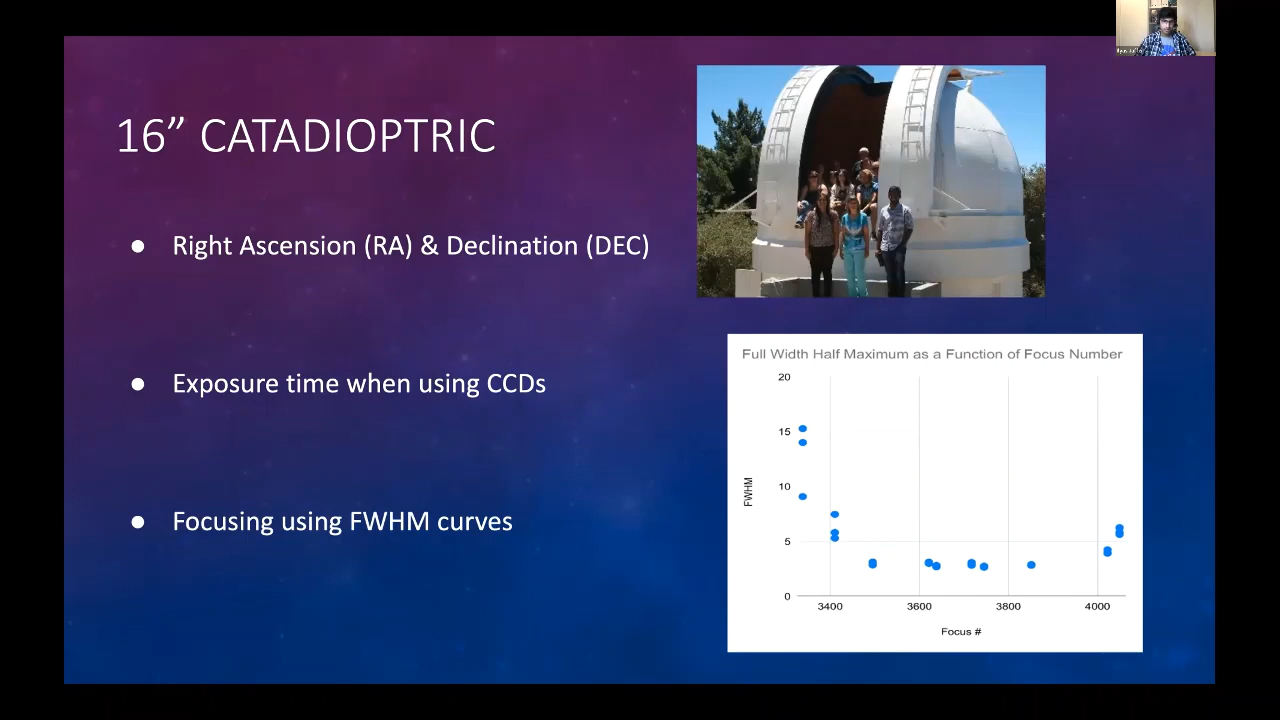 16” CATADIOPTRIC
● Right Ascension (RA) & Declination (DEC)
● Exposure time when using CCDs
● Focusing using FWHM curves
Full Width Half Maximum as a Function of Focus Number
20
15
10
5
0
FWHM
3400 3600 3800 4000
Focus #